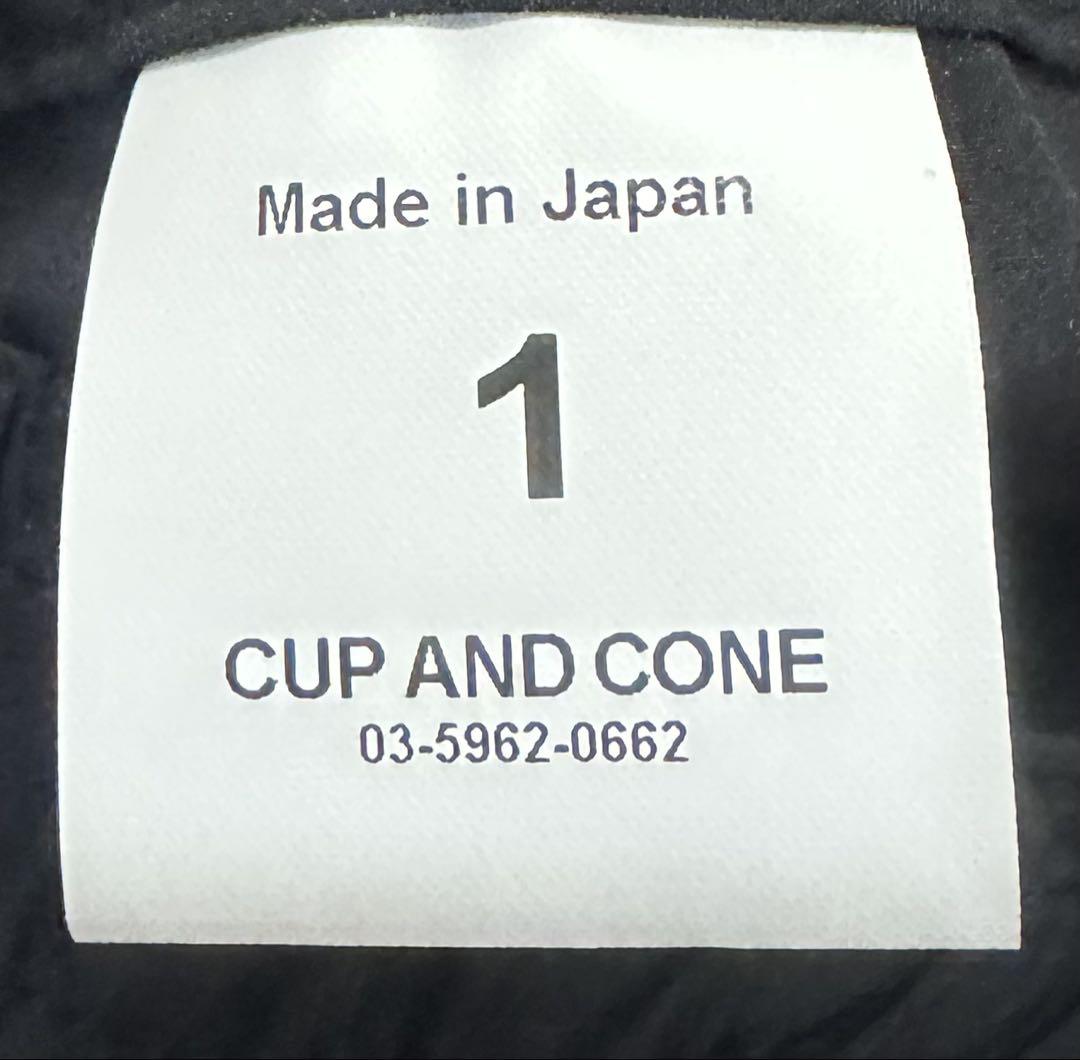 Made in Japan
1
CUP AND CONE
03-5962-0662